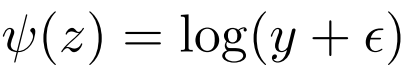 ψ(z) = log(y + ϵ)